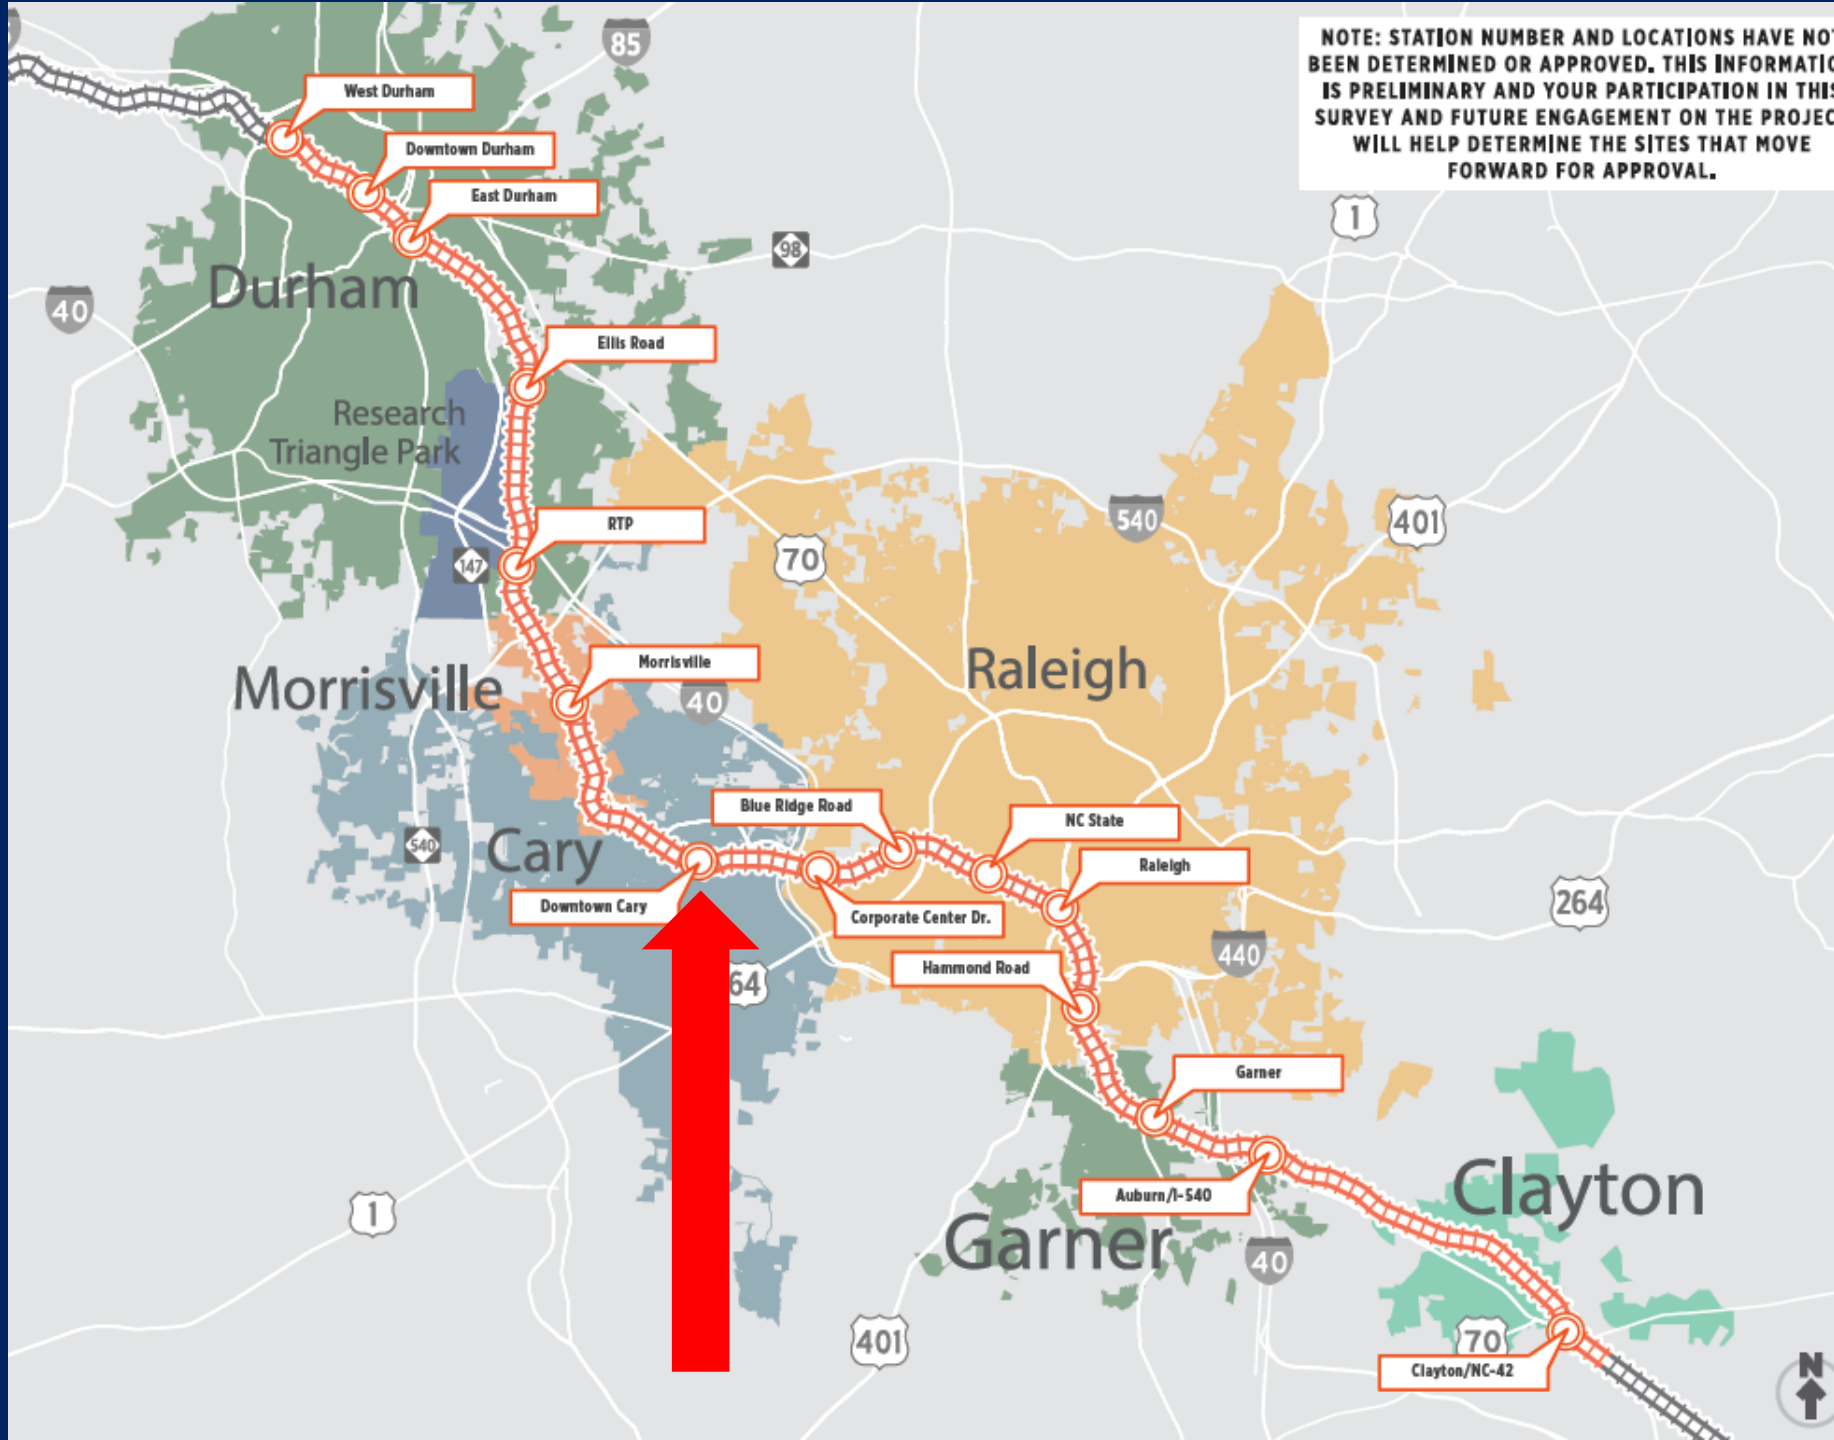 NOTE: STATION NUMBER AND LOCATIONS HAVE NOT
BEEN DETERMINED OR APPROVED. THIS INFORMATIO
IS PRELIMINARY AND YOUR PARTICIPATION IN THIS
SURVEY AND FUTURE ENGAGEMENT ON THE PROJEC
WILL HELP DETERMINE THE SITES THAT MOVE
FORWARD FOR APPROVAL.
85
West Durham
Downtown Durham
East Durham
1
98
Durham
40
Ellis Road
Research
Triangle Park
RTP
540
401
70
147
Morrisville
Raleigh
Morrisville
40
Blue Ridge Road
NC State
540
Cary
Raleigh
Downtown Cary
Corporate Center Dr.
264
440
Hammond Road
64
Garner
Clayton
Auburn/I-540
1
Garner
40
401
70
Clayton/NC-42
N